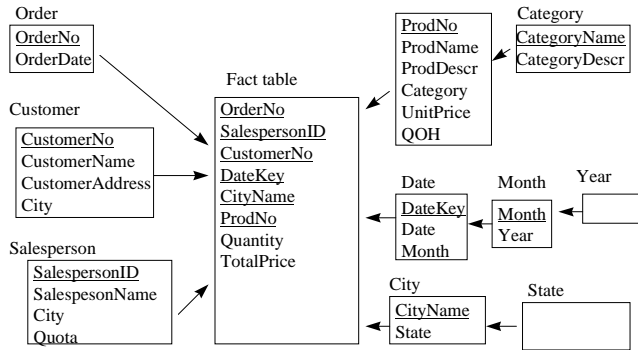 Order
OrderNo
OrderDate
Customer
CustomerNo
CustomerName
CustomerAddress
City
Salesperson
SalespersonID
SalespesonName
City
Quota
Fact table
OrderNo
SalespersonID
CustomerNo
DateKey
CityName
ProdNo
Quantity
TotalPrice
ProdNo
ProdName
ProdDescr
Category
UnitPrice
QOH
Category
CategoryName
CategoryDescr
Date
DateKey
Date
Month
Month
Month
Year
Year
City
CityName
State
State